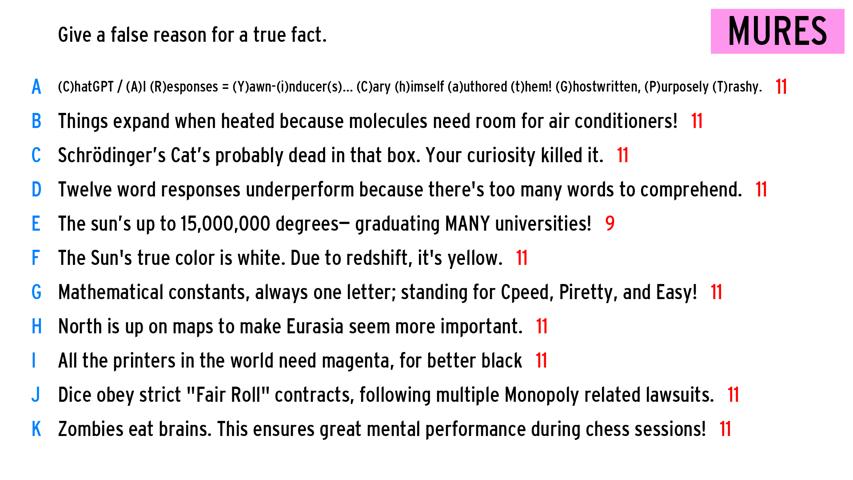 Give a false reason for a true fact.
MURES
A (C)hatGPT / (A)I (R)esponses = (Y)awn-(i)nducer(s)... (C)ary (h)imself (a)uthored (t)hem! (G)hostwritten, (P)urposely (T)rashy. 11
B Things expand when heated because molecules need room for air conditioners! 11
C Schrödinger’s Cat’s probably dead in that box. Your curiosity killed it. 11
D Twelve word responses underperform because there's too many words to comprehend. 11
E The sun’s up to 15,000,000 degrees— graduating MANY universities! 9
F The Sun's true color is white. Due to redshift, it's yellow. 11
G Mathematical constants, always one letter; standing for Cpeed, Piretty, and Easy! 11
H North is up on maps to make Eurasia seem more important. 11
I All the printers in the world need magenta, for better black 11
J Dice obey strict "Fair Roll" contracts, following multiple Monopoly related lawsuits. 11
K Zombies eat brains. This ensures great mental performance during chess sessions! 11